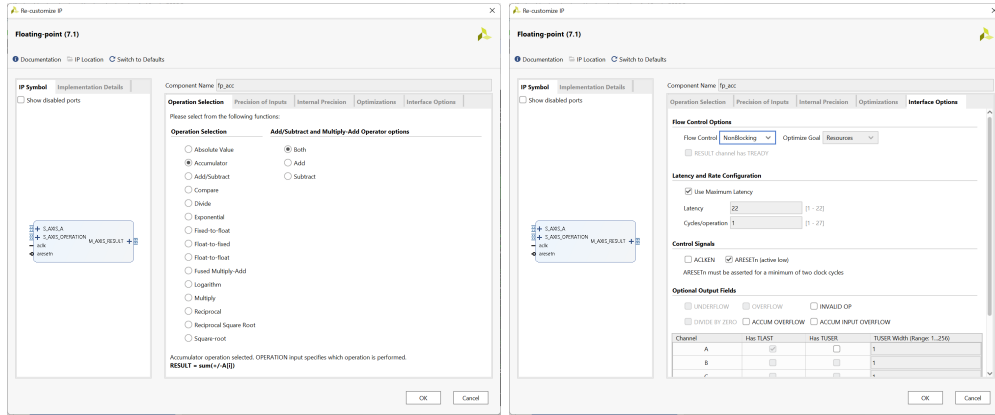 Re-customize IP
Floating-point (7.1)
Documentation IP Location Switch to Defaults
IP Symbol Implementation Details
Show disabled ports
S_AXIS_A
S_AXIS_OPERATION
M_AXIS_RESULT
aclk
aresetn
Component Name fp_acc
Operation Selection Precision of Inputs Internal Precision Optimizations Interface Options
Please select from the following functions:
Operation Selection Add/Subtract and Multiply-Add Operator options
Absolute Value Both
Accumulator Add
Add/Subtract Subtract
Compare
Divide
Exponential
Fixed-to-float
Float-to-fixed
Float-to-float
Fused Multiply-Add
Logarithm
Multiply
Reciprocal
Reciprocal Square Root
Square-root
Accumulator operation selected. OPERATION input specifies which operation is performed.
RESULT = sum(+/-A[i])
OK Cancel
Re-customize IP
Floating-point (7.1)
Documentation IP Location Switch to Defaults
IP Symbol Implementation Details
Show disabled ports
S_AXIS_A
S_AXIS_OPERATION
M_AXIS_RESULT
aclk
aresetn
Component Name fp_acc
Operation Selection Precision of Inputs Internal Precision Optimizations Interface Options
Flow Control Options
Flow Control NonBlocking Optimize Goal Resources
RESULT channel has TREADY
Latency and Rate Configuration
Use Maximum Latency
Latency 22 [1 - 22]
Cycles/operation 1 [1 - 27]
Control Signals
ACLKEN ARESETn (active low)
ARESETn must be asserted for a minimum of two clock cycles
Optional Output Fields
UNDERFLOW OVERFLOW INVALID OP
DIVIDE BY ZERO ACCUM OVERFLOW ACCUM INPUT OVERFLOW
Channel Has TLAST Has TUSER TUSER Width (Range: 1...256)
A 1
B 1
OK Cancel